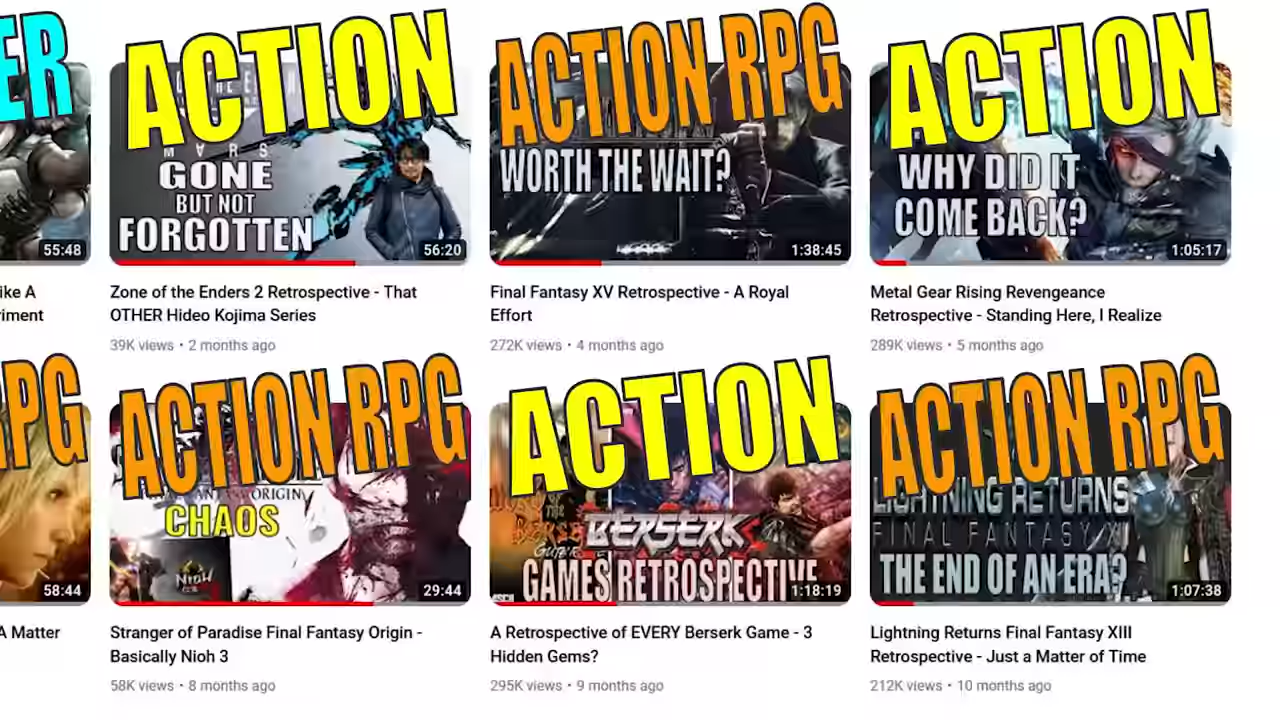 ER
ACTION
ACTION RPG
ACTION
MARS
GONE
BUT NOT
FORGOTTEN
WORTH THE WAIT?
WHY DID IT
COME BACK?
55:48
56:20
1:38:45
1:05:17
ike A
riment
Zone of the Enders 2 Retrospective - That
OTHER Hideo Kojima Series
39K views • 2 months ago
Final Fantasy XV Retrospective - A Royal
Effort
272K views • 4 months ago
Metal Gear Rising Revengeance
Retrospective - Standing Here, I Realize
289K views • 5 months ago
RPG
ACTION RPG
ACTION
ACTION RPG
ORIGIN
CHAOS
NIOH
BERSERK
GAMES RETROSPECTIVE
LIGHTNING RETURNS
FINAL FANTASY XI
THE END OF AN ERA?
58:44
29:44
1:18:19
1:07:38
A Matter
Stranger of Paradise Final Fantasy Origin -
Basically Nioh 3
58K views • 8 months ago
A Retrospective of EVERY Berserk Game - 3
Hidden Gems?
295K views • 9 months ago
Lightning Returns Final Fantasy XIII
Retrospective - Just a Matter of Time
212K views • 10 months ago